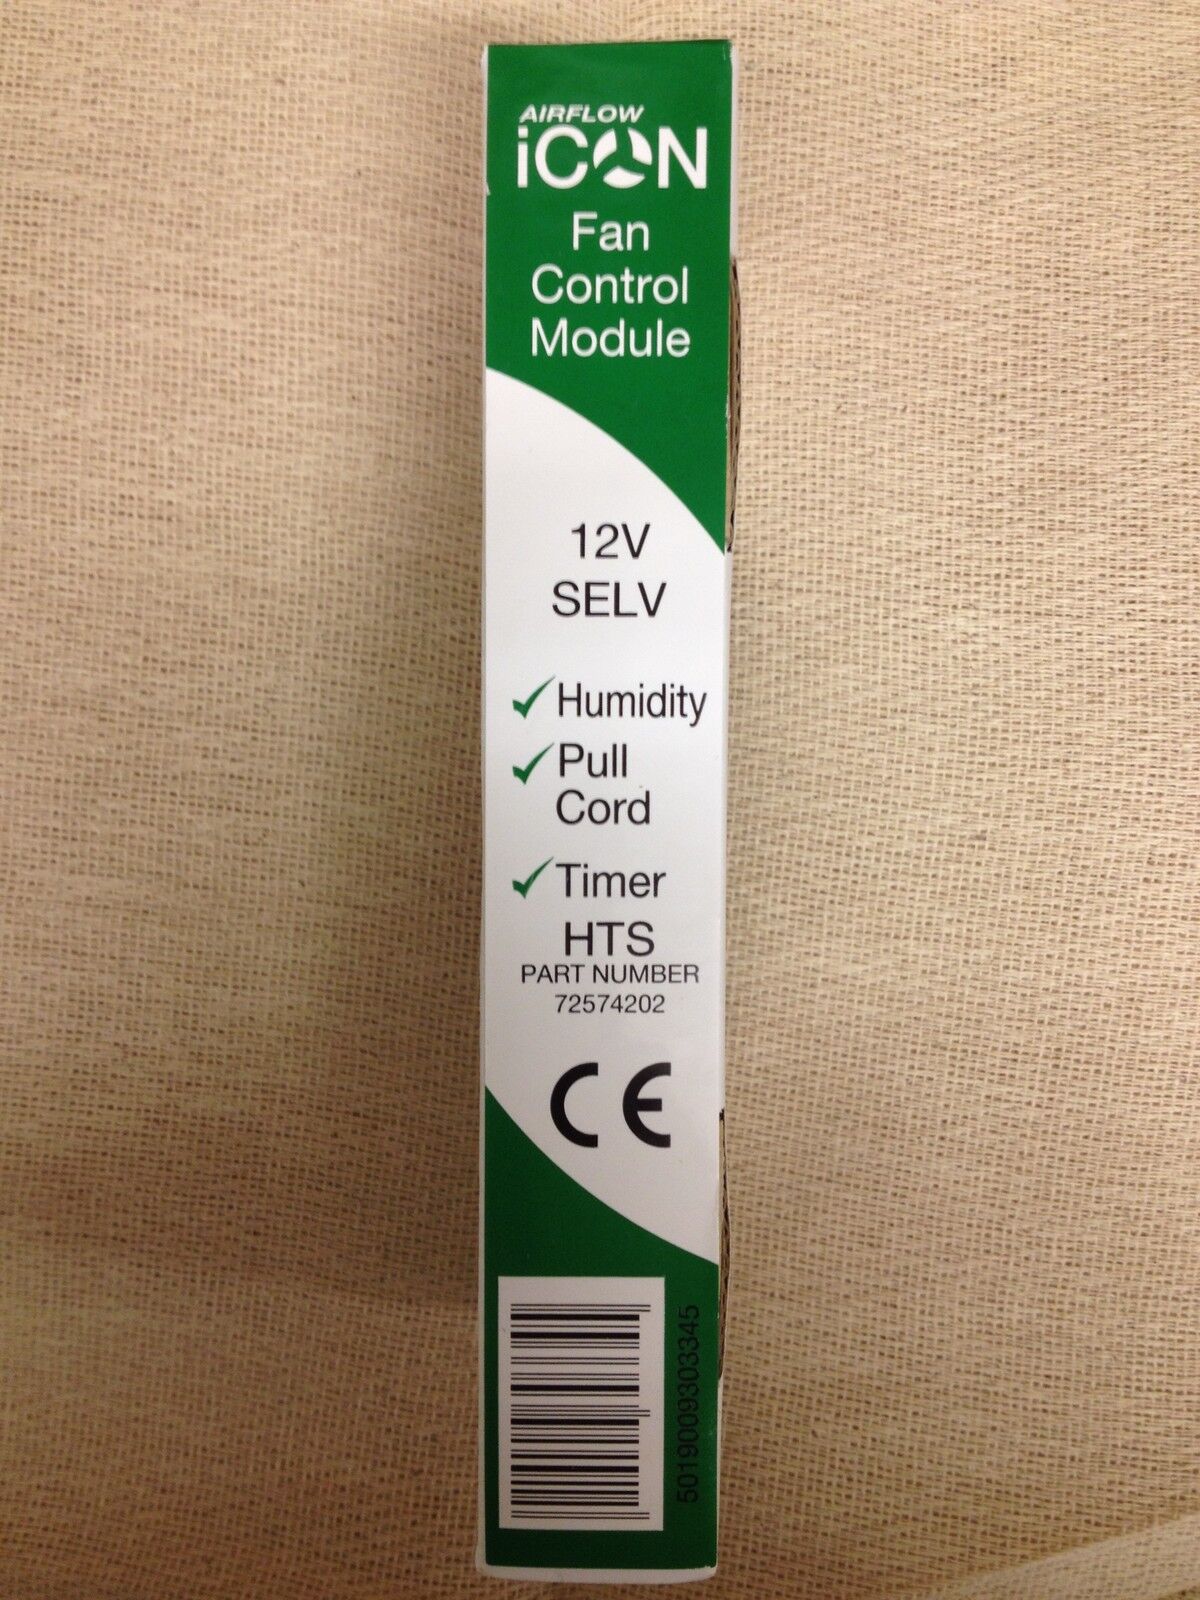 AIRFLOW
iCON
Fan
Control
Module
12V
SELV
Humidity
Pull
Cord
Timer
HTS
PART NUMBER
72574202
CE
5019009303345